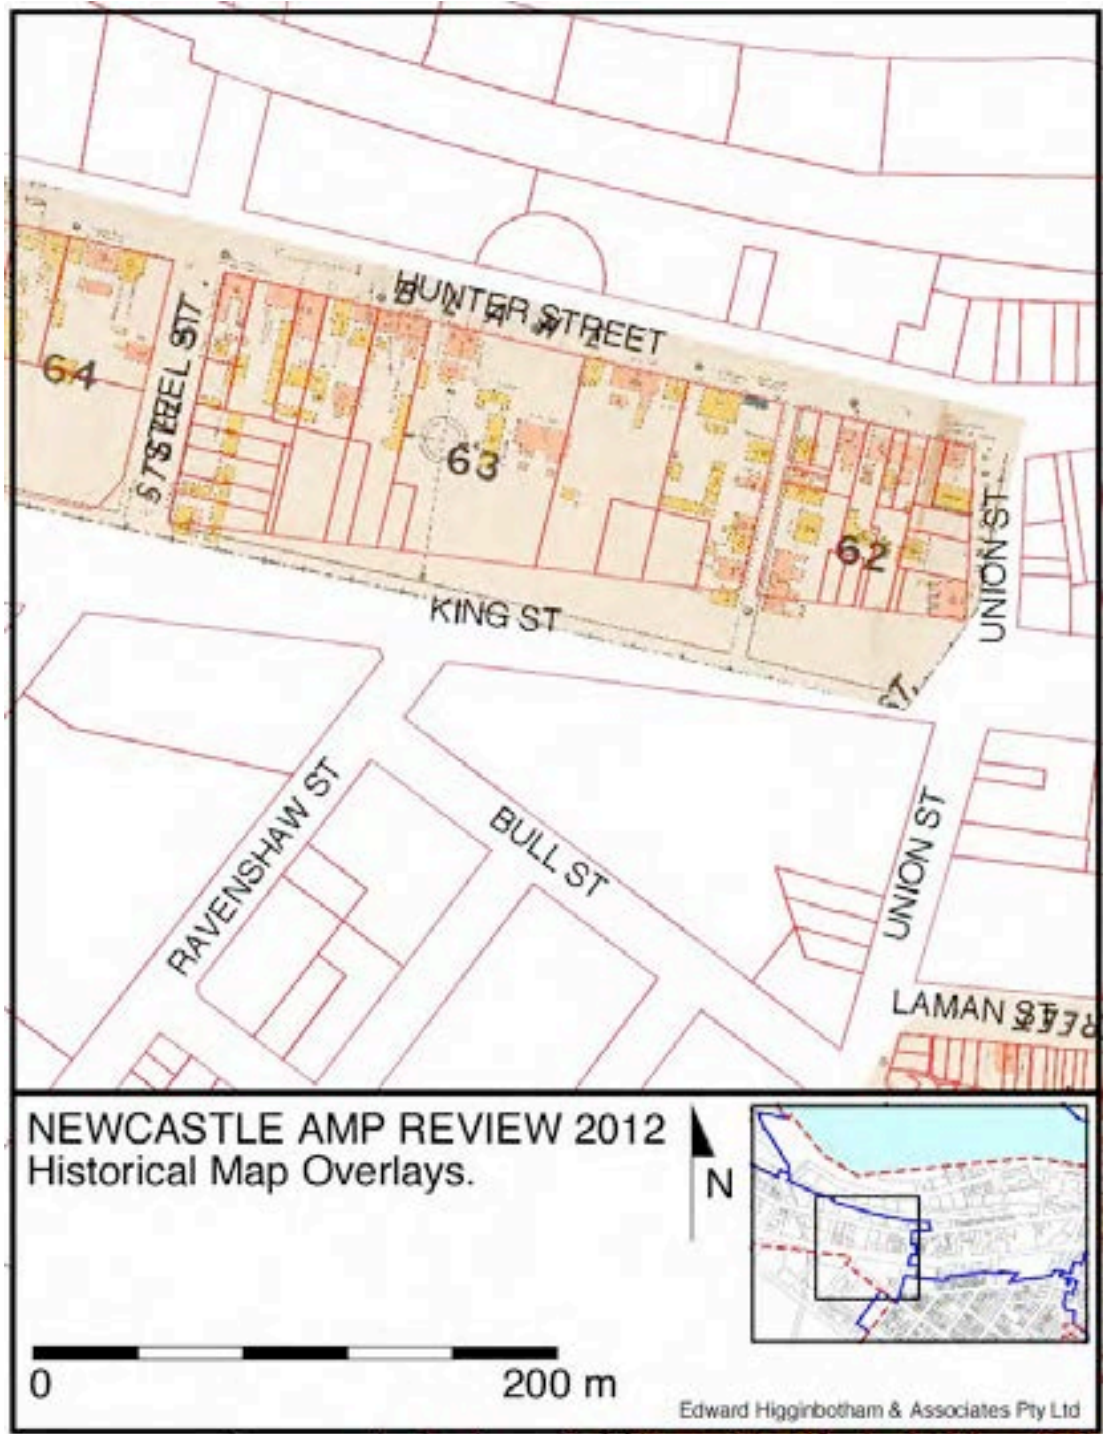 HUNTER STREET
64
STEEL ST
63
62
UNION ST
KING ST
ST.
RAVENSHAW ST
BULL ST
UNION ST
LAMAN ST
NEWCASTLE AMP REVIEW 2012
Historical Map Overlays.
N
0
200 m
Edward Higginbotham & Associates Pty Ltd